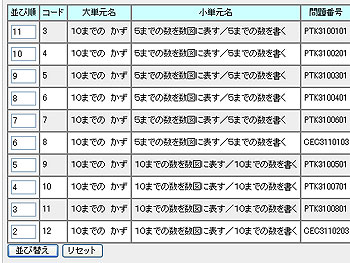 並び順 コード 大単元名 小単元名 問題番号
11 3 10までの かず 5までの数を数図に表す/5までの数を書く PTK3100101
10 4 10までの かず 5までの数を数図に表す/5までの数を書く PTK3100201
9 5 10までの かず 5までの数を数図に表す/5までの数を書く PTK3100301
8 6 10までの かず 5までの数を数図に表す/5までの数を書く PTK3100401
7 7 10までの かず 5までの数を数図に表す/5までの数を書く PTK3100601
6 8 10までの かず 5までの数を数図に表す/5までの数を書く CEC3110103
5 9 10までの かず 10までの数を数図に表す/10までの数を書く PTK3100501
4 10 10までの かず 10までの数を数図に表す/10までの数を書く PTK3100701
3 11 10までの かず 10までの数を数図に表す/10までの数を書く PTK3100801
2 12 10までの かず 10までの数を数図に表す/10までの数を書く CEC3110203
並び替え リセット